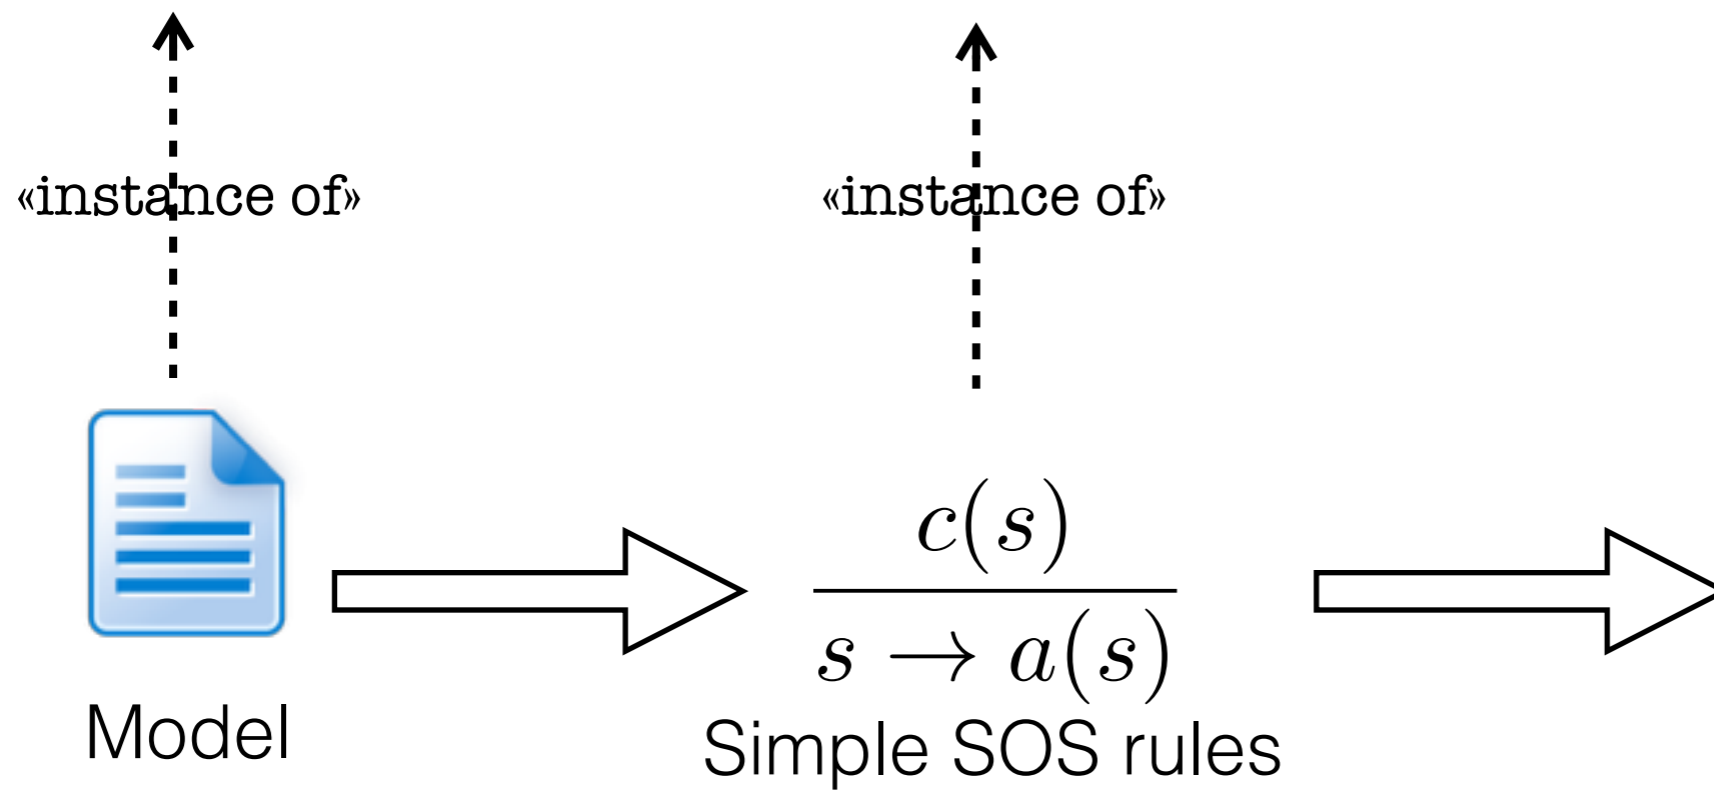 «instance of» «instance of»
c(s)
s → a(s)
Model
Simple SOS rules